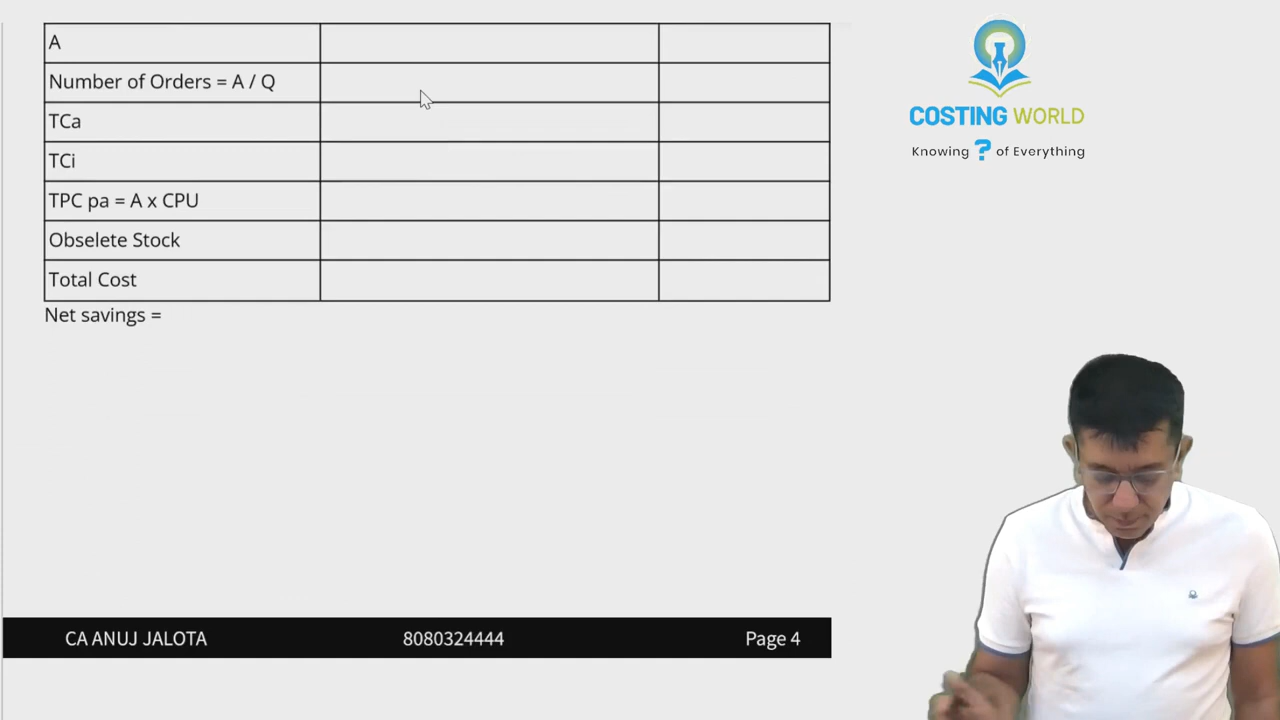 A
Number of Orders = A / Q
TCa
TCi
TPC pa = A x CPU
Obselete Stock
Total Cost
Net savings =
COSTING WORLD
Knowing ? of Everything
CA ANUJ JALOTA 8080324444 Page 4